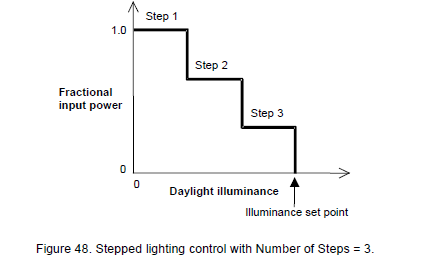 Step 1
1.0
Step 2
Fractional
input power
Step 3
0
0
Daylight illuminance
Illuminance set point
Figure 48. Stepped lighting control with Number of Steps = 3.